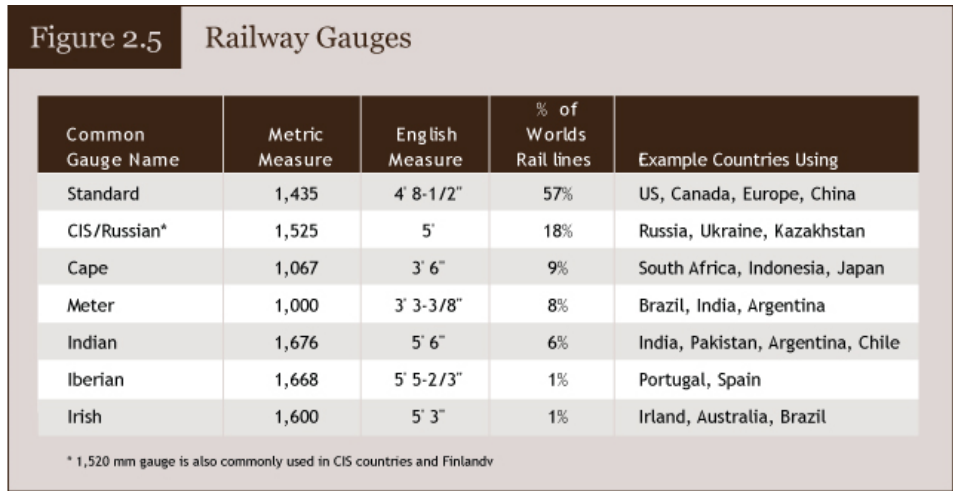 Figure 2.5 Railway Gauges
Common Gauge Name Metric Measure English Measure % of Worlds Rail lines Example Countries Using
Standard 1,435 4' 8-1/2" 57% US, Canada, Europe, China
CIS/Russian* 1,525 5' 18% Russia, Ukraine, Kazakhstan
Cape 1,067 3' 6" 9% South Africa, Indonesia, Japan
Meter 1,000 3' 3-3/8" 8% Brazil, India, Argentina
Indian 1,676 5' 6" 6% India, Pakistan, Argentina, Chile
Iberian 1,668 5' 5-2/3" 1% Portugal, Spain
Irish 1,600 5' 3" 1% Irland, Australia, Brazil
* 1,520 mm gauge is also commonly used in CIS countries and Finlandv